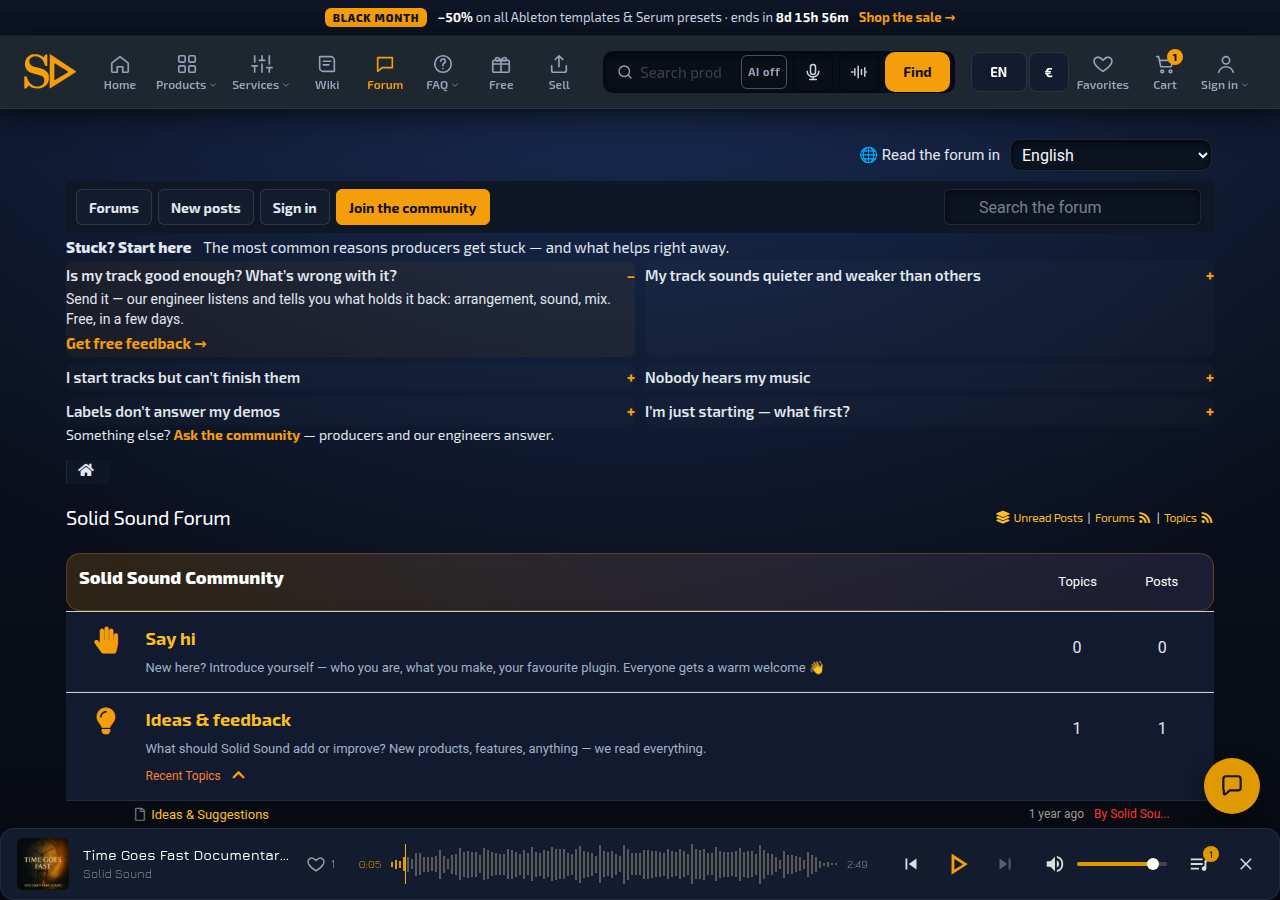 BLACK MONTH −50% on all Ableton templates & Serum presets · ends in 8d 15h 56m Shop the sale →
Home
Products
Services
Wiki
Forum
FAQ
Free
Sell
Search prod
AI off
Find
EN
€
Favorites
1
Cart
Sign in
Read the forum in English
Forums
New posts
Sign in
Join the community
Search the forum
Stuck? Start here The most common reasons producers get stuck — and what helps right away.
Is my track good enough? What's wrong with it? –
Send it — our engineer listens and tells you what holds it back: arrangement, sound, mix.
Free, in a few days.
Get free feedback →
My track sounds quieter and weaker than others +
I start tracks but can't finish them +
Nobody hears my music +
Labels don't answer my demos +
I'm just starting — what first? +
Something else? Ask the community — producers and our engineers answer.
Solid Sound Forum
Unread Posts | Forums | Topics
Solid Sound Community Topics Posts
Say hi 0 0
New here? Introduce yourself — who you are, what you make, your favourite plugin. Everyone gets a warm welcome 👋
Ideas & feedback 1 1
What should Solid Sound add or improve? New products, features, anything — we read everything.
Recent Topics
Ideas & Suggestions 1 year ago By Solid Sou...
TIME GOES FAST
Time Goes Fast Documentar...
Solid Sound
1
0:05
2:49
1